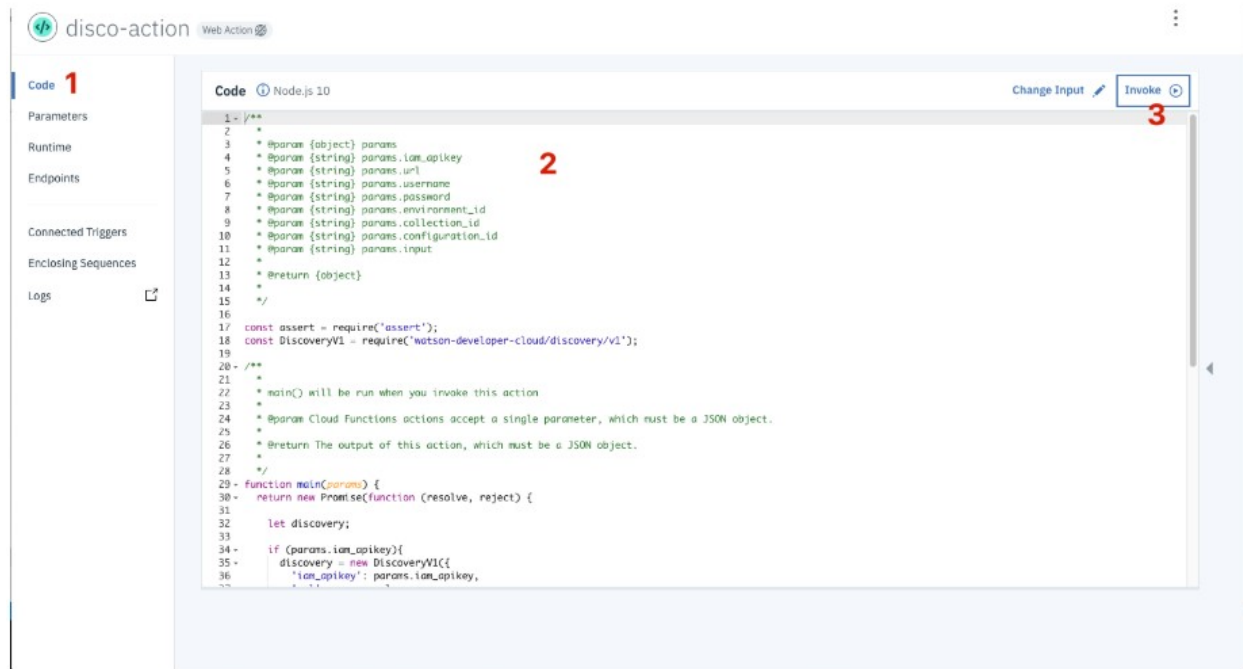 disco-action Web Action
Code 1
Parameters
Runtime
Endpoints
Connected Triggers
Enclosing Sequences
Logs
Code Node.js 10
Change Input
Invoke
3
2
1 /**
2 *
3 * @param {object} params
4 * @param {string} params.iam_apikey
5 * @param {string} params.url
6 * @param {string} params.username
7 * @param {string} params.password
8 * @param {string} params.environment_id
9 * @param {string} params.collection_id
10 * @param {string} params.configuration_id
11 * @param {string} params.input
12 *
13 * @return {object}
14 *
15 */
16
17 const assert = require('assert');
18 const DiscoveryV1 = require('watson-developer-cloud/discovery/v1');
19
20 /**
21 *
22 * main() will be run when you invoke this action
23 *
24 * @param Cloud Functions actions accept a single parameter, which must be a JSON object.
25 *
26 * @return The output of this action, which must be a JSON object.
27 *
28 */
29 function main(params) {
30 return new Promise(function (resolve, reject) {
31
32 let discovery;
33
34 if (params.iam_apikey){
35 discovery = new DiscoveryV1({
36 'iam_apikey': params.iam_apikey,